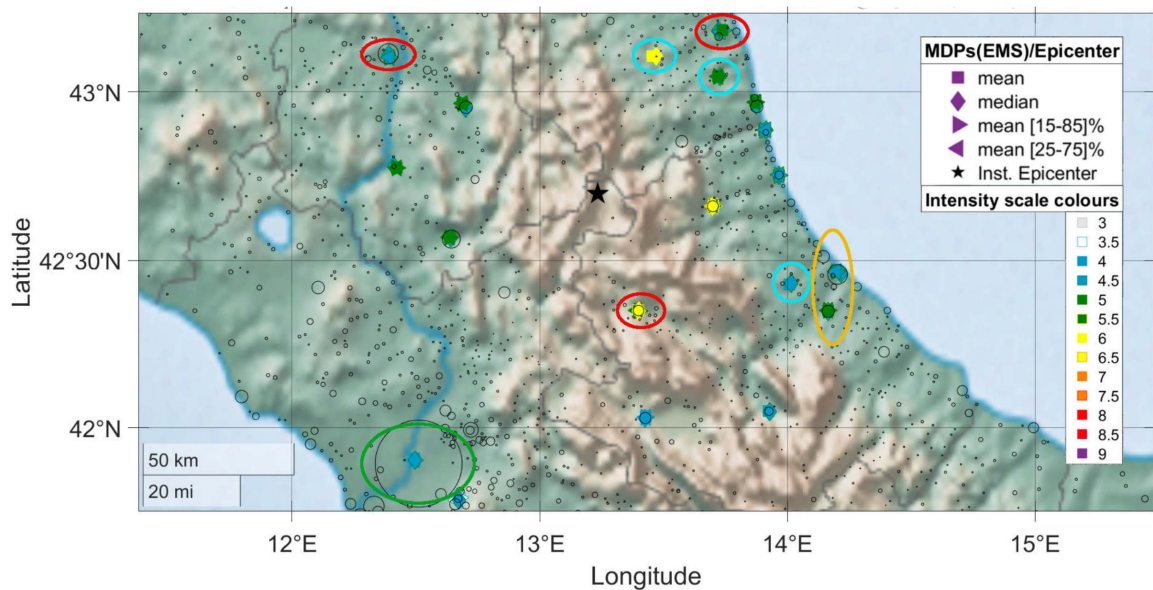 43°N
42°30'N
42°N
Latitude
12°E
13°E
14°E
15°E
Longitude
50 km
20 mi
MDPs(EMS)/Epicenter
mean
median
mean [15-85]%
mean [25-75]%
Inst. Epicenter
Intensity scale colours
3
3.5
4
4.5
5
5.5
6
6.5
7
7.5
8
8.5
9